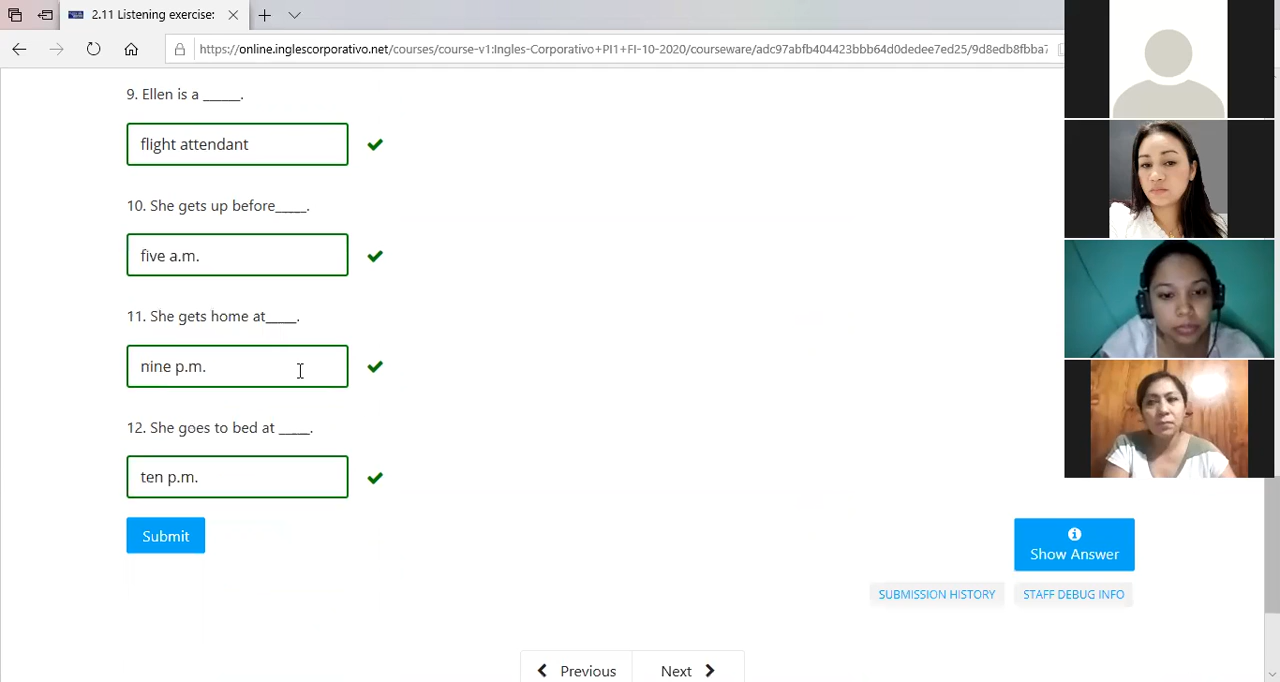 2.11 Listening exercise:
https://online.inglescorporativo.net/courses/course-v1:Ingles-Corporativo+PI1+FI-10-2020/courseware/adc97abfb404423bbb64d0dedee7ed25/9d8edb8fbba7
9. Ellen is a _____.
flight attendant
10. She gets up before_____.
five a.m.
11. She gets home at_____.
nine p.m.
12. She goes to bed at _____.
ten p.m.
Submit
Show Answer
SUBMISSION HISTORY
STAFF DEBUG INFO
Previous
Next